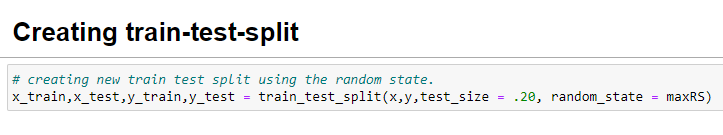 Creating train-test-split
# creating new train test split using the random state.
x_train,x_test,y_train,y_test = train_test_split(x,y,test_size = .20, random_state = maxRS)